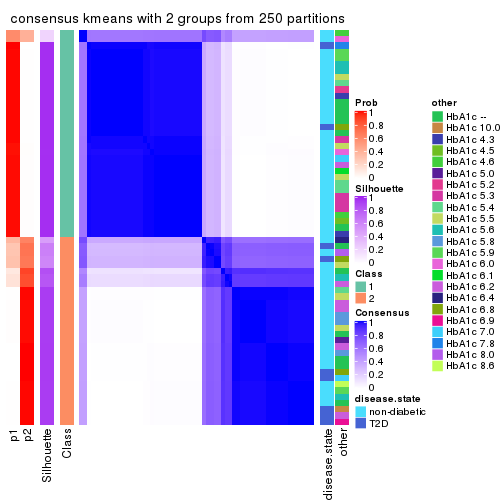 consensus kmeans with 2 groups from 250 partitions
p1
p2
Silhouette
Class
disease.state
other
Prob
1
0.8
0.6
0.4
0.2
0
Silhouette
1
0.8
0.6
0.4
0.2
0
Class
1
2
Consensus
1
0.8
0.6
0.4
0.2
0
disease.state
non-diabetic
T2D
other
HbA1c --
HbA1c 10.0
HbA1c 4.3
HbA1c 4.5
HbA1c 4.6
HbA1c 5.0
HbA1c 5.2
HbA1c 5.3
HbA1c 5.4
HbA1c 5.5
HbA1c 5.6
HbA1c 5.8
HbA1c 5.9
HbA1c 6.0
HbA1c 6.1
HbA1c 6.2
HbA1c 6.4
HbA1c 6.8
HbA1c 6.9
HbA1c 7.0
HbA1c 7.8
HbA1c 8.0
HbA1c 8.6